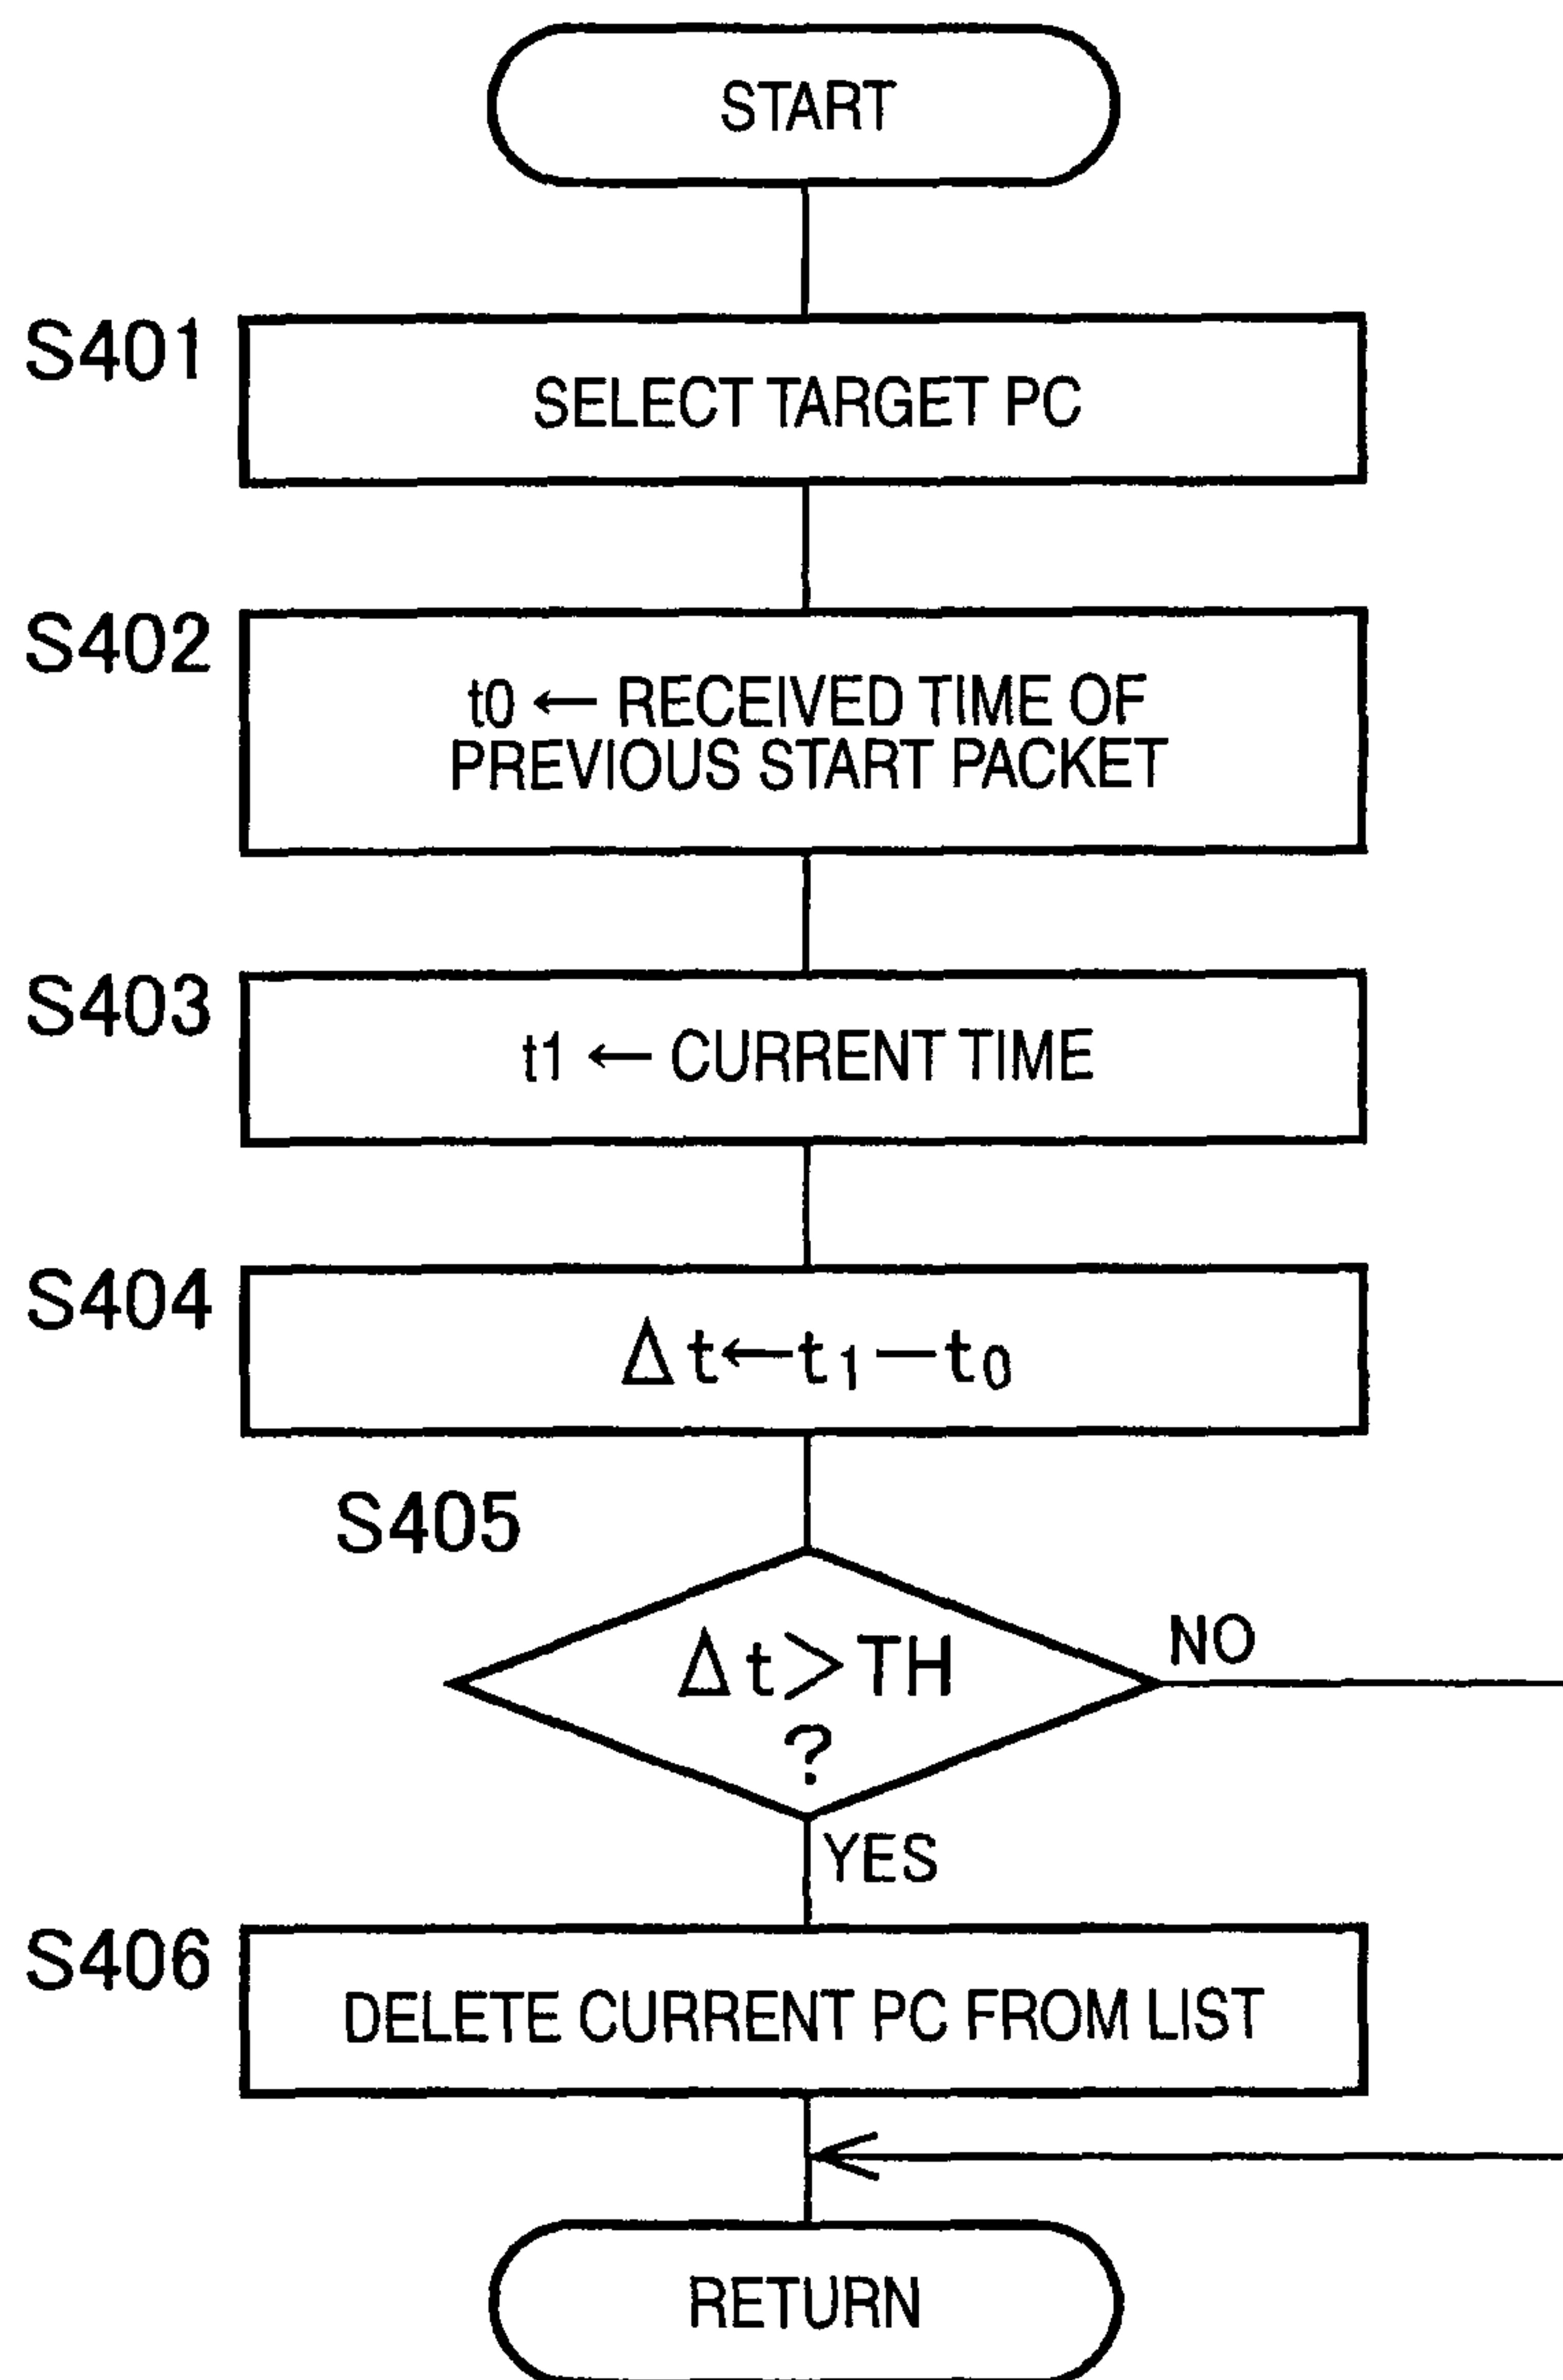 START
S401
SELECT TARGET PC
S402
t0 ← RECEIVED TIME OF
PREVIOUS START PACKET
S403
t1 ← CURRENT TIME
S404
Δt←t₁—t₀
S405
Δt>TH
?
NO
YES
S406
DELETE CURRENT PC FROM LIST
RETURN